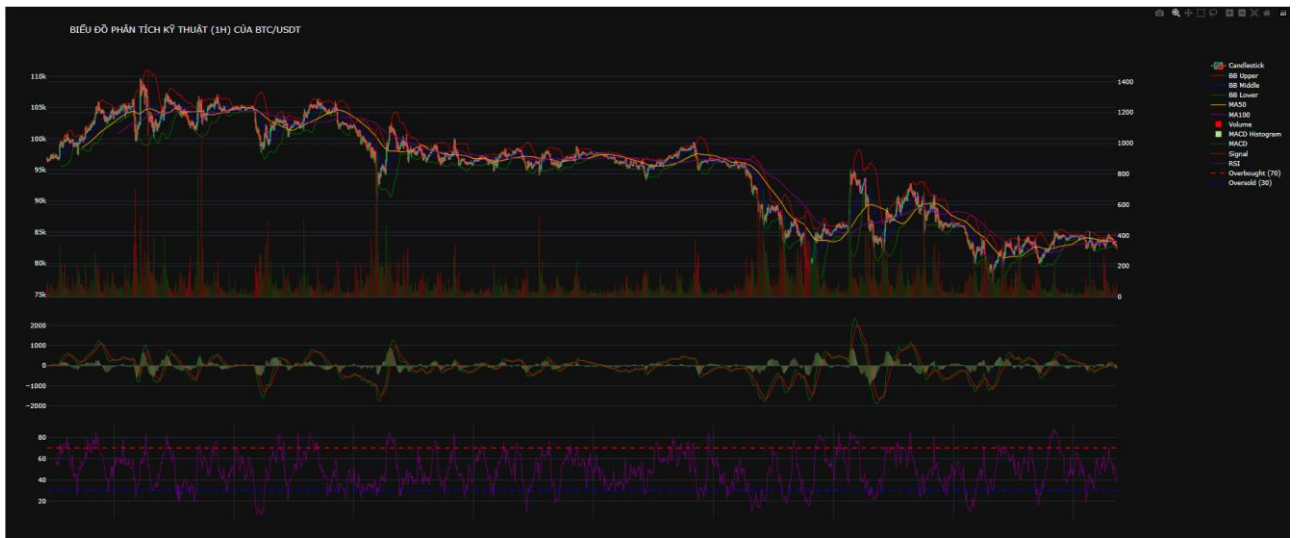 BIỂU ĐỒ PHÂN TÍCH KỸ THUẬT (1H) CỦA BTC/USDT
110k
105k
100k
95k
90k
85k
80k
75k
1400
1200
1000
800
600
400
200
0
Candlestick
BB Upper
BB Middle
BB Lower
MA50
MA100
Volume
MACD Histogram
MACD
Signal
RSI
Overbought (70)
Oversold (30)
2000
1000
0
−1000
−2000
80
60
40
20